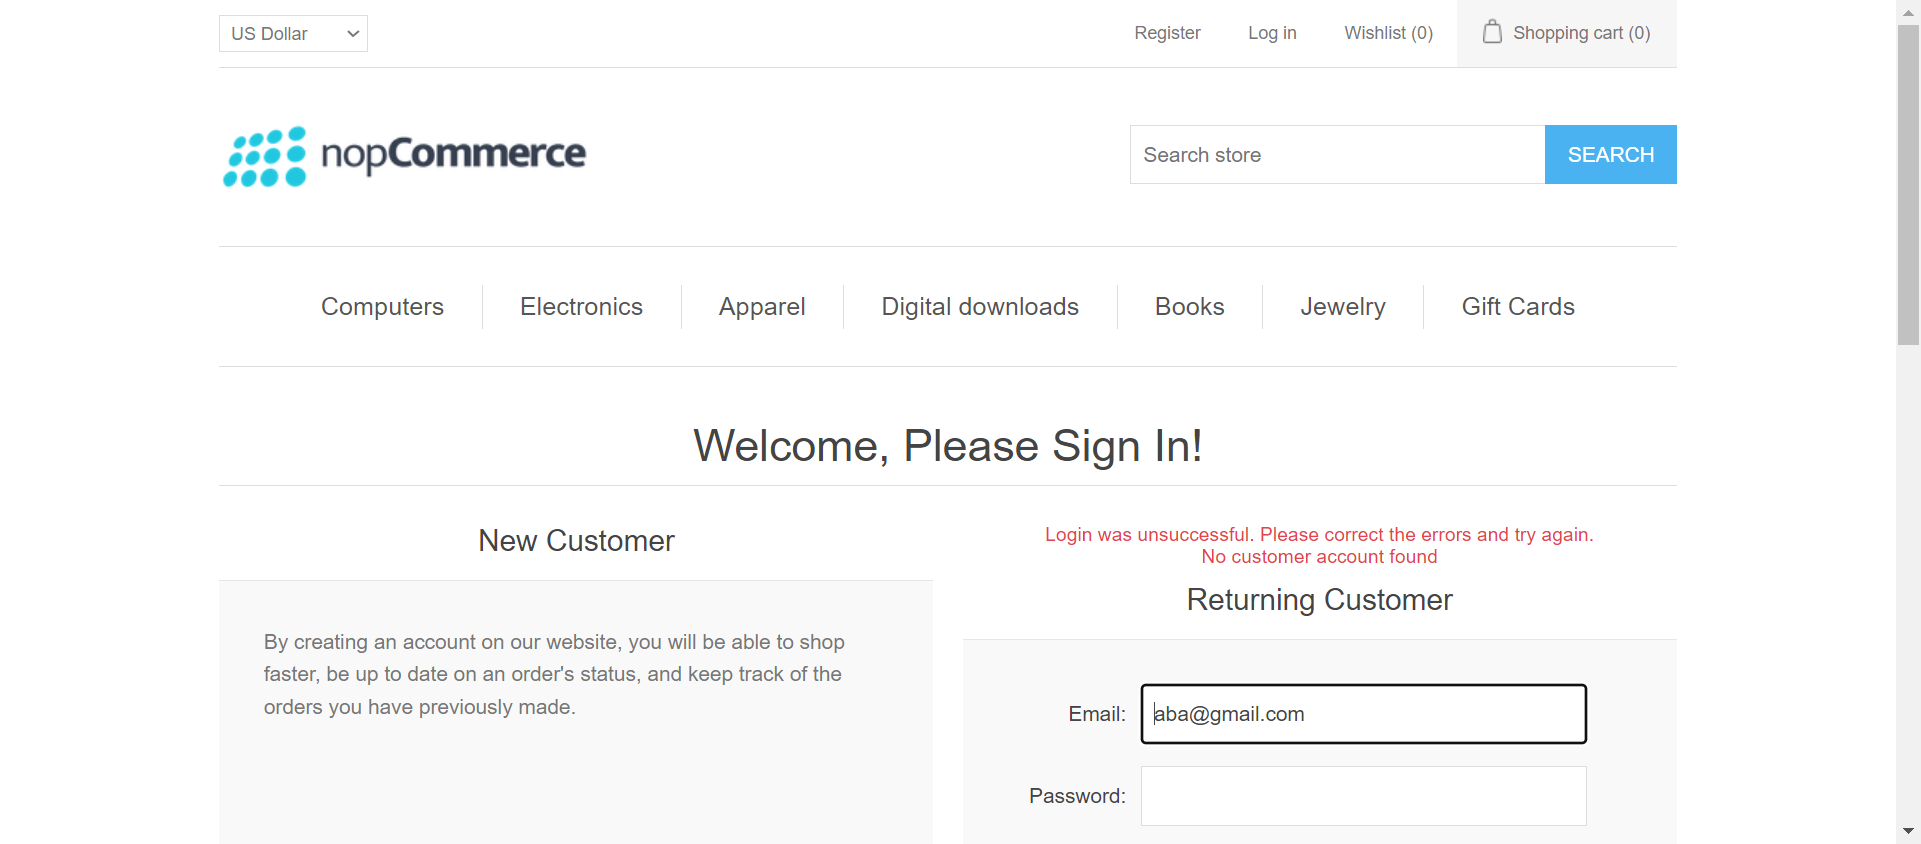 US Dollar
Register
Log in
Wishlist (0)
Shopping cart (0)
nopCommerce
Search store
SEARCH
Computers
Electronics
Apparel
Digital downloads
Books
Jewelry
Gift Cards
Welcome, Please Sign In!
New Customer
By creating an account on our website, you will be able to shop
faster, be up to date on an order's status, and keep track of the
orders you have previously made.
Login was unsuccessful. Please correct the errors and try again.
No customer account found
Returning Customer
Email:
aba@gmail.com
Password: